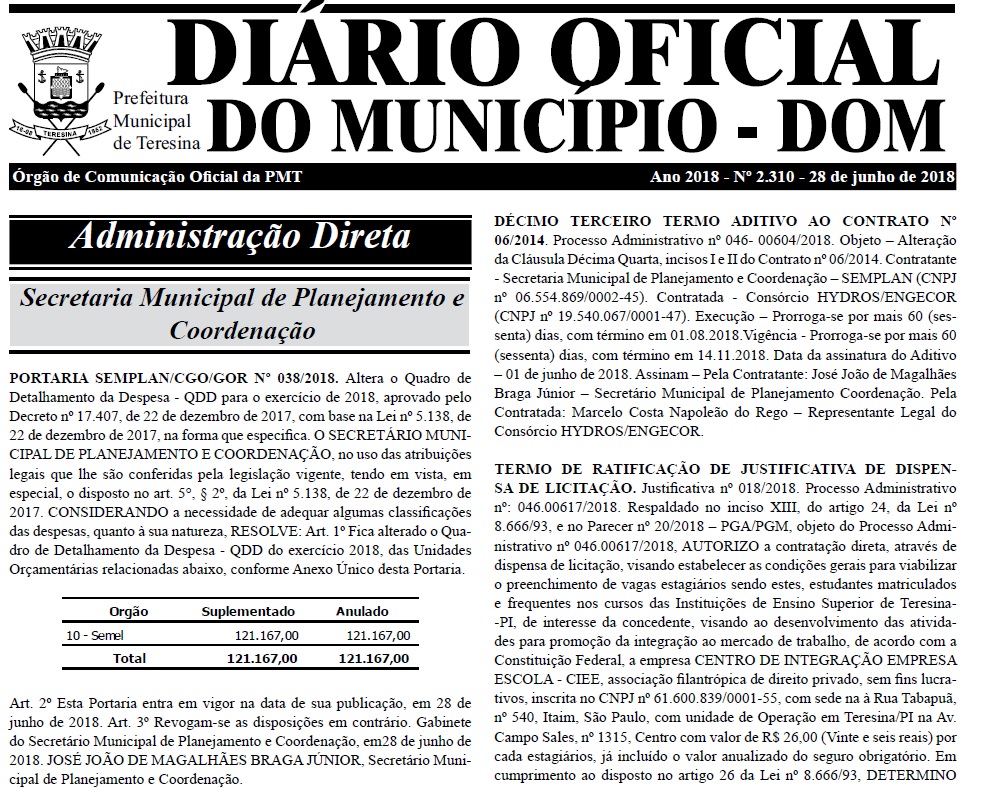 DIÁRIO OFICIAL
DO MUNICÍPIO - DOM
Prefeitura
Municipal
de Teresina
TERESINA
Órgão de Comunicação Oficial da PMT
Ano 2018 - Nº 2.310 - 28 de junho de 2018
Administração Direta
Secretaria Municipal de Planejamento e
Coordenação
PORTARIA SEMPLAN/CGO/GOR Nº 038/2018. Altera o Quadro de
Detalhamento da Despesa - QDD para o exercício de 2018, aprovado pelo
Decreto nº 17.407, de 22 de dezembro de 2017, com base na Lei nº 5.138, de
22 de dezembro de 2017, na forma que especifica. O SECRETÁRIO MUNI-
CIPAL DE PLANEJAMENTO E COORDENAÇÃO, no uso das atribuições
legais que lhe são conferidas pela legislação vigente, tendo em vista, em
especial, o disposto no art. 5°, § 2º, da Lei nº 5.138, de 22 de dezembro de
2017. CONSIDERANDO a necessidade de adequar algumas classificações
das despesas, quanto à sua natureza, RESOLVE: Art. 1º Fica alterado o Qua-
dro de Detalhamento da Despesa - QDD do exercício 2018, das Unidades
Orçamentárias relacionadas abaixo, conforme Anexo Único desta Portaria.
Orgão Suplementado Anulado
10 - Semel 121.167,00 121.167,00
Total 121.167,00 121.167,00
Art. 2º Esta Portaria entra em vigor na data de sua publicação, em 28 de
junho de 2018. Art. 3º Revogam-se as disposições em contrário. Gabinete
do Secretário Municipal de Planejamento e Coordenação, em28 de junho de
2018. JOSÉ JOÃO DE MAGALHÃES BRAGA JÚNIOR, Secretário Muni-
cipal de Planejamento e Coordenação.
DÉCIMO TERCEIRO TERMO ADITIVO AO CONTRATO Nº
06/2014. Processo Administrativo nº 046- 00604/2018. Objeto – Alteração
da Cláusula Décima Quarta, incisos I e II do Contrato nº 06/2014. Contratante
- Secretaria Municipal de Planejamento e Coordenação – SEMPLAN (CNPJ
nº 06.554.869/0002-45). Contratada - Consórcio HYDROS/ENGECOR
(CNPJ nº 19.540.067/0001-47). Execução – Prorroga-se por mais 60 (ses-
senta) dias, com término em 01.08.2018.Vigência - Prorroga-se por mais 60
(sessenta) dias, com término em 14.11.2018. Data da assinatura do Aditivo
– 01 de junho de 2018. Assinam – Pela Contratante: José João de Magalhães
Braga Júnior – Secretário Municipal de Planejamento Coordenação. Pela
Contratada: Marcelo Costa Napoleão do Rego – Representante Legal do
Consórcio HYDROS/ENGECOR.
TERMO DE RATIFICAÇÃO DE JUSTIFICATIVA DE DISPEN-
SA DE LICITAÇÃO. Justificativa nº 018/2018. Processo Administrativo
nº: 046.00617/2018. Respaldado no inciso XIII, do artigo 24, da Lei nº
8.666/93, e no Parecer nº 20/2018 – PGA/PGM, objeto do Processo Admi-
nistrativo nº 046.00617/2018, AUTORIZO a contratação direta, através de
dispensa de licitação, visando estabelecer as condições gerais para viabilizar
o preenchimento de vagas estagiários sendo estes, estudantes matriculados
e frequentes nos cursos das Instituições de Ensino Superior de Teresina-
-PI, de interesse da concedente, visando ao desenvolvimento das ativida-
des para promoção da integração ao mercado de trabalho, de acordo com a
Constituição Federal, a empresa CENTRO DE INTEGRAÇÃO EMPRESA
ESCOLA - CIEE, associação filantrópica de direito privado, sem fins lucra-
tivos, inscrita no CNPJ nº 61.600.839/0001-55, com sede na à Rua Tabapuã,
nº 540, Itaim, São Paulo, com unidade de Operação em Teresina/PI na Av.
Campo Sales, nº 1315, Centro com valor de R$ 26,00 (Vinte e seis reais) por
cada estagiários, já incluído o valor anualizado do seguro obrigatório. Em
cumprimento ao disposto no artigo 26 da Lei nº 8.666/93, DETERMINO